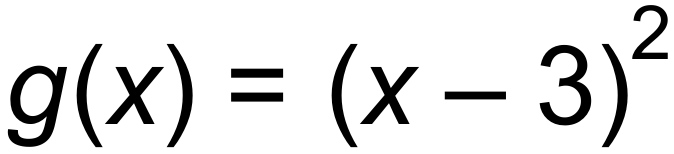 g(x) = (x – 3)²